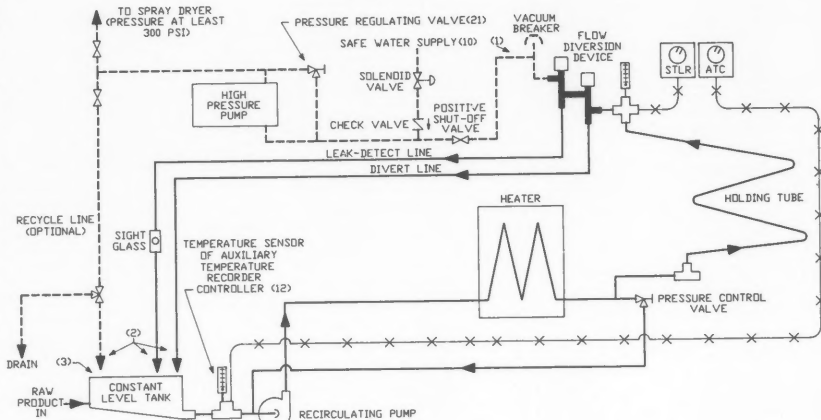 TO SPRAY DRYER
(PRESSURE AT LEAST
300 PSI)
PRESSURE REGULATING VALVE(21)
SAFE WATER SUPPLY(10)
(1)
VACUUM
BREAKER
FLOW
DIVERSION
DEVICE
STLR
ATC
SOLENOID
VALVE
HIGH
PRESSURE
PUMP
CHECK VALVE
POSITIVE
SHUT-OFF
VALVE
LEAK-DETECT LINE
DIVERT LINE
HOLDING TUBE
HEATER
RECYCLE LINE
(OPTIONAL)
SIGHT
GLASS
TEMPERATURE SENSOR
OF AUXILIARY
TEMPERATURE
RECORDER
CONTROLLER (12)
PRESSURE CONTROL
VALVE
DRAIN
(2)
(3)
CONSTANT
LEVEL TANK
RAW
PRODUCT
IN
RECIRCULATING PUMP